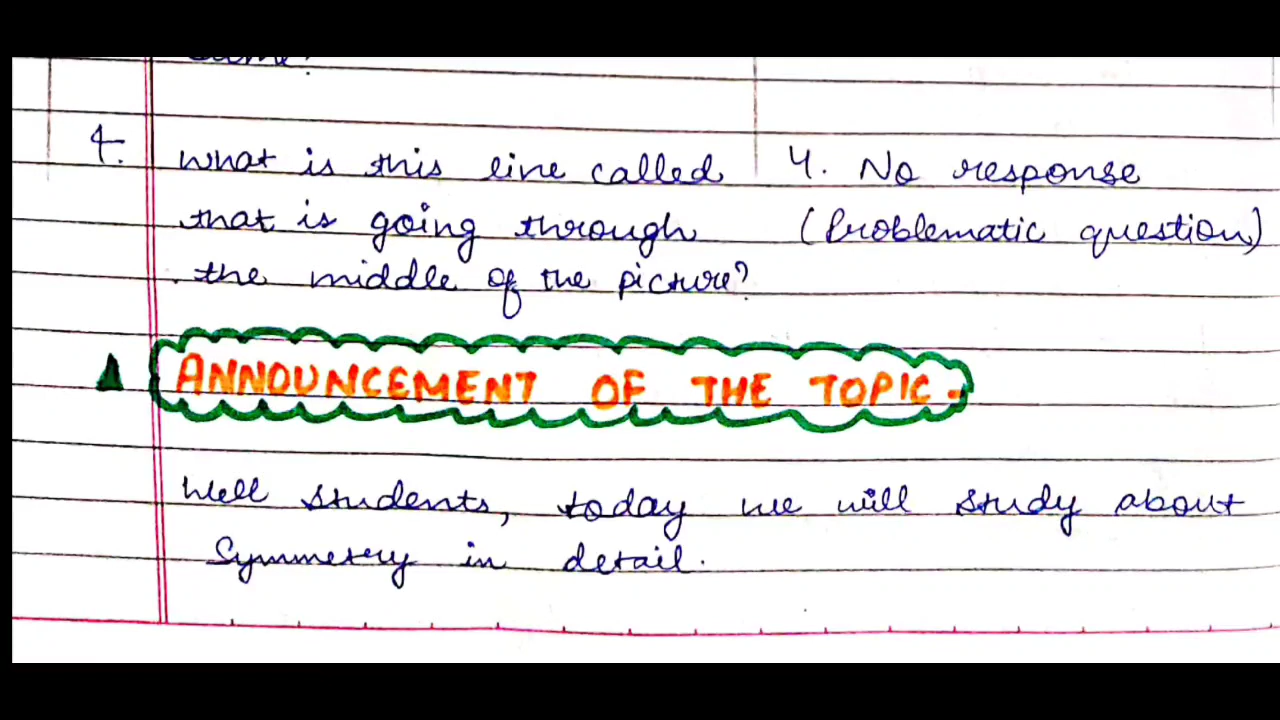 4. What is this line called
that is going through
the middle of the picture?
4. No response
(Problematic question)
ANNOUNCEMENT OF THE TOPIC.
Well students, today we will study about
Symmetry in detail.